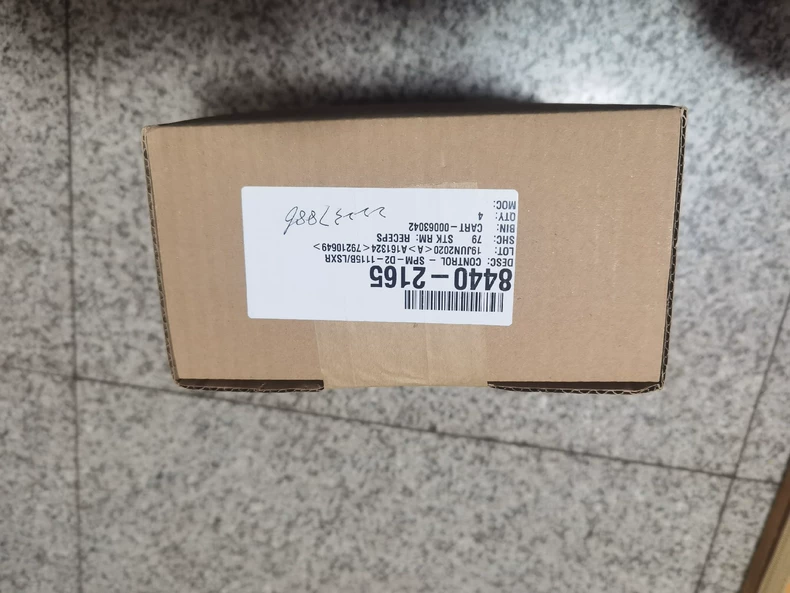 8440-2165
DESC: CONTROL - SPM-D2-1115B/LSXR
LOT: 19JUN2020< A >A161324<79210649>
SHC: 79 STK RM: RECEPS
BIN: CART-00063042
QTY: 4
MOC: